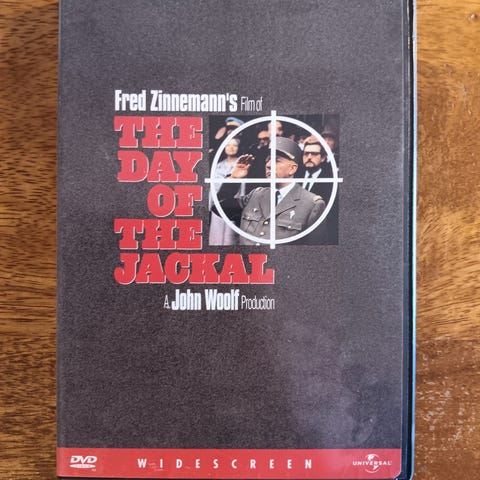 Fred Zinnemann's Film of
THE
DAY
OF
THE
JACKAL
A John Woolf Production
DVD
WIDESCREEN
UNIVERSAL